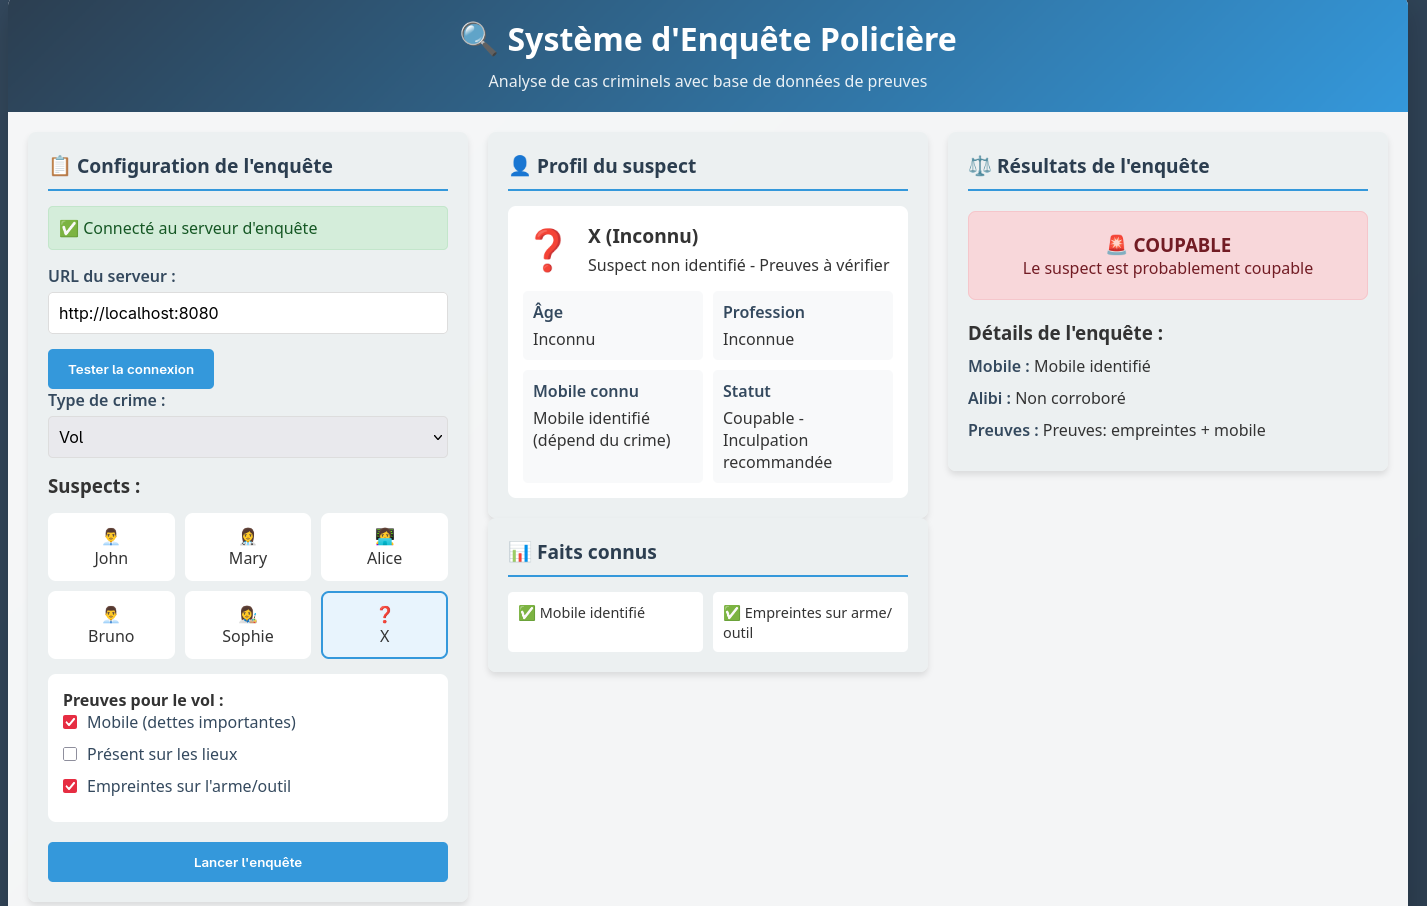 🔍 Système d'Enquête Policière
Analyse de cas criminels avec base de données de preuves
📋 Configuration de l'enquête
✅ Connecté au serveur d'enquête
URL du serveur :
http://localhost:8080
Tester la connexion
Type de crime :
Vol
Suspects :
John
Mary
Alice
Bruno
Sophie
❓
X
Preuves pour le vol :
Mobile (dettes importantes)
Présent sur les lieux
Empreintes sur l'arme/outil
Lancer l'enquête
👤 Profil du suspect
❓
X (Inconnu)
Suspect non identifié - Preuves à vérifier
Âge
Inconnu
Profession
Inconnue
Mobile connu
Mobile identifié
(dépend du crime)
Statut
Coupable -
Inculpation
recommandée
📊 Faits connus
✅ Mobile identifié
✅ Empreintes sur arme/
outil
⚖️ Résultats de l'enquête
🚨 COUPABLE
Le suspect est probablement coupable
Détails de l'enquête :
Mobile : Mobile identifié
Alibi : Non corroboré
Preuves : Preuves: empreintes + mobile